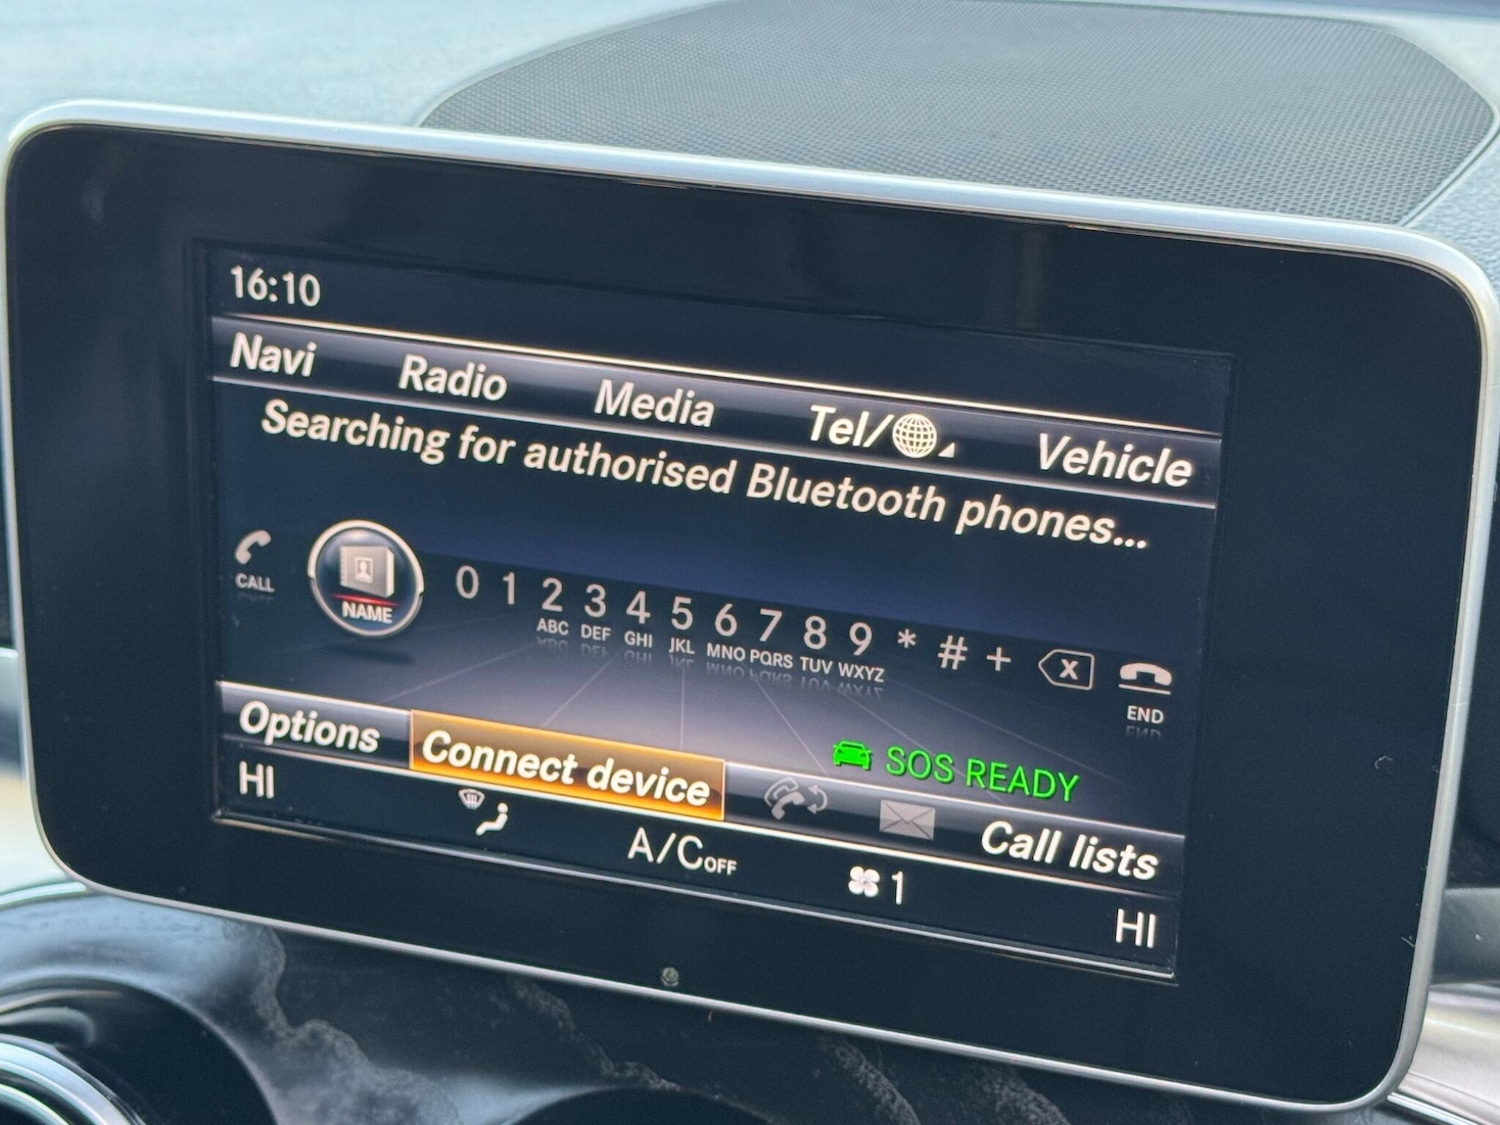 16:10
Navi Radio Media Tel/ Vehicle
Searching for authorised Bluetooth phones...
CALL NAME 0 1 2 3 4 5 6 7 8 9 * # + x END
ABC DEF GHI JKL MNO PQRS TUV WXYZ
SOS READY
Options Connect device Call lists
HI A/C OFF 1 HI